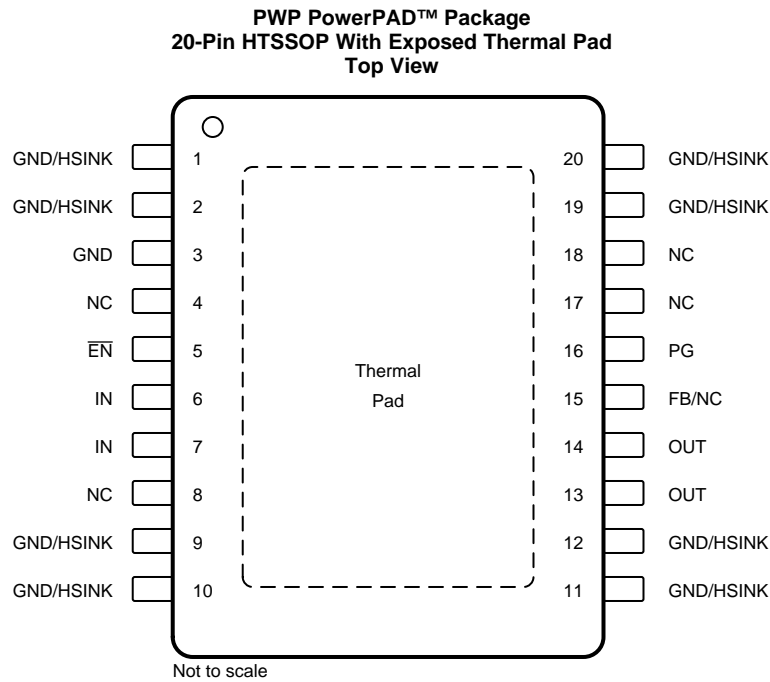 PWP PowerPAD™ Package
20-Pin HTSSOP With Exposed Thermal Pad
Top View
GND/HSINK 1 20 GND/HSINK
GND/HSINK 2 19 GND/HSINK
GND 3 18 NC
NC 4 17 NC
E̅N̅ 5 16 PG
Thermal
IN 6 15 FB/NC
Pad
IN 7 14 OUT
NC 8 13 OUT
GND/HSINK 9 12 GND/HSINK
GND/HSINK 10 11 GND/HSINK
Not to scale